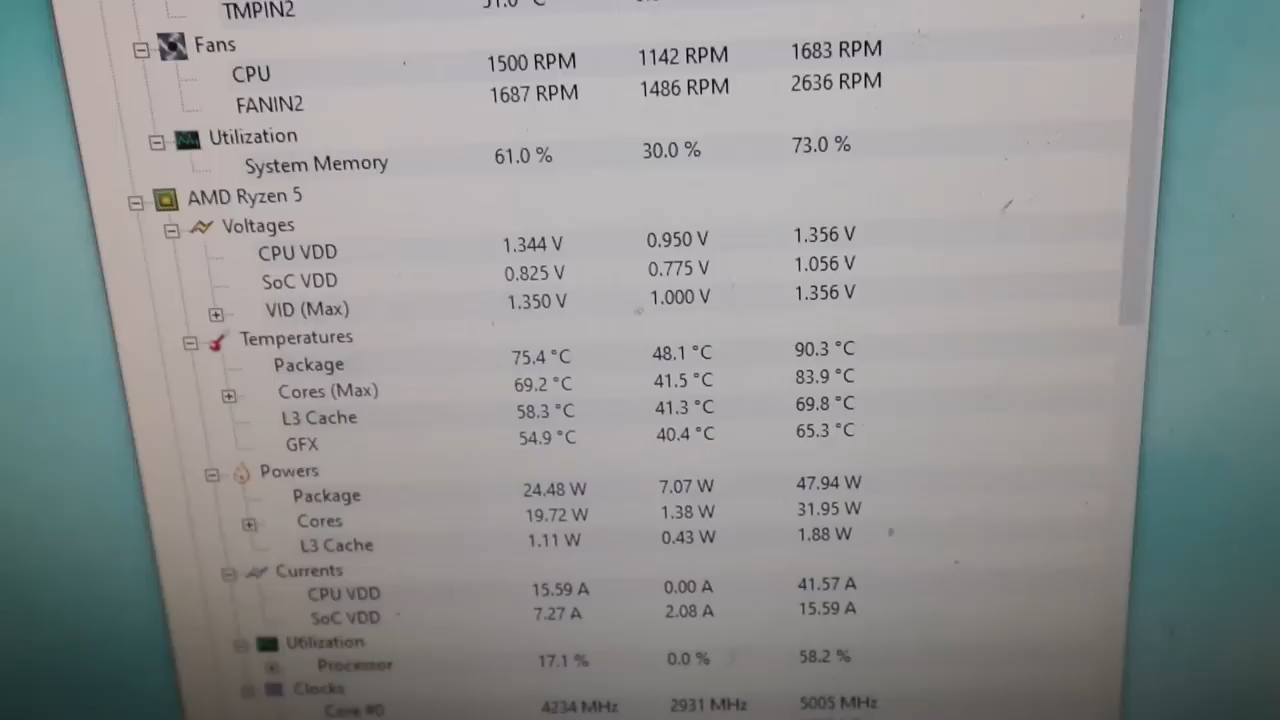 TMPIN2
Fans
CPU 1500 RPM 1142 RPM 1683 RPM
FANIN2 1687 RPM 1486 RPM 2636 RPM
Utilization
System Memory 61.0 % 30.0 % 73.0 %
AMD Ryzen 5
Voltages
CPU VDD 1.344 V 0.950 V 1.356 V
SoC VDD 0.825 V 0.775 V 1.056 V
VID (Max) 1.350 V 1.000 V 1.356 V
Temperatures
Package 75.4 °C 48.1 °C 90.3 °C
Cores (Max) 69.2 °C 41.5 °C 83.9 °C
L3 Cache 58.3 °C 41.3 °C 69.8 °C
GFX 54.9 °C 40.4 °C 65.3 °C
Powers
Package 24.48 W 7.07 W 47.94 W
Cores 19.72 W 1.38 W 31.95 W
L3 Cache 1.11 W 0.43 W 1.88 W
Currents
CPU VDD 15.59 A 0.00 A 41.57 A
SoC VDD 7.27 A 2.08 A 15.59 A
Utilization
Processor 17.1 % 0.0 % 58.2 %
Clocks
Core #0 4234 MHz 2931 MHz 5005 MHz